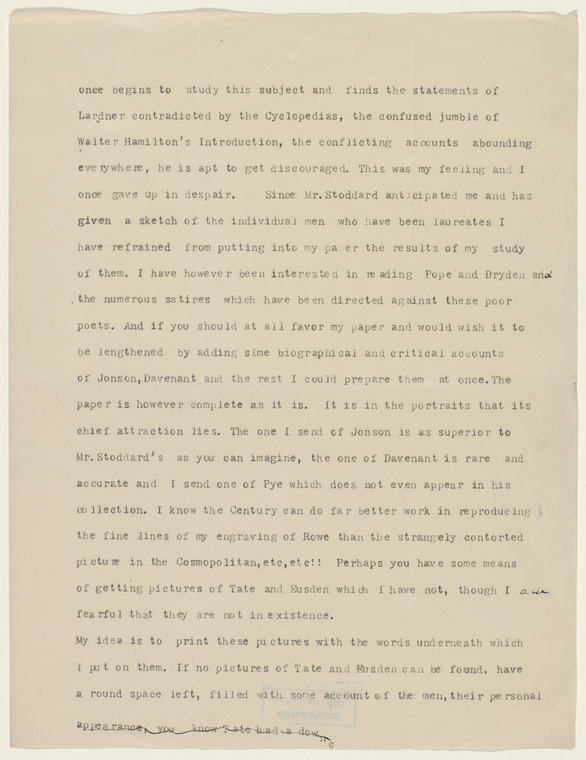 once begins to study this subject and finds the statements of
Lardner contradicted by the Cyclopedias, the confused jumble of
Walter Hamilton's Introduction, the conflicting accounts abounding
everywhere, he is apt to get discouraged. This was my feeling and I
once gave up in despair. Since Mr.Stoddard anticipated me and has
given a sketch of the individual men who have been laureates I
have refrained from putting into my pa er the results of my study
of them. I have however been interested in reading Pope and Dryden and
the numerous satires which have been directed against these poor
poets. And if you should at all favor my paper and would wish it to
be lengthened by adding sime biographical and critical accounts
of Jonson,Davenant and the rest I could prepare them at once.The
paper is however complete as it is. It is in the portraits that its
chief attraction lies. The one I send of Jonson is as superior to
Mr.Stoddard's as you can imagine, the one of Davenant is rare and
accurate and I send one of Pye which does not even appear in his
collection. I know the Century can do far better work in reproducing
the fine lines of my engraving of Rowe than the strangely contorted
picture in the Cosmopolitan,etc,etc!! Perhaps you have some means
of getting pictures of Tate and Eusden which I have not, though I am
fearful that they are not in existence.
My idea is to print these pictures with the words underneath which
I put on them. If no pictures of Tate and Eusden can be found, have
a round space left, filled with some account of the men,their personal
appearance, you know Tate had a dow